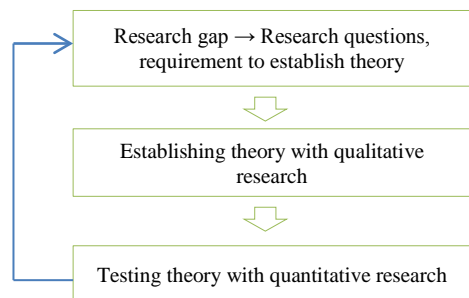 Research gap → Research questions,
requirement to establish theory
Establishing theory with qualitative
research
Testing theory with quantitative research